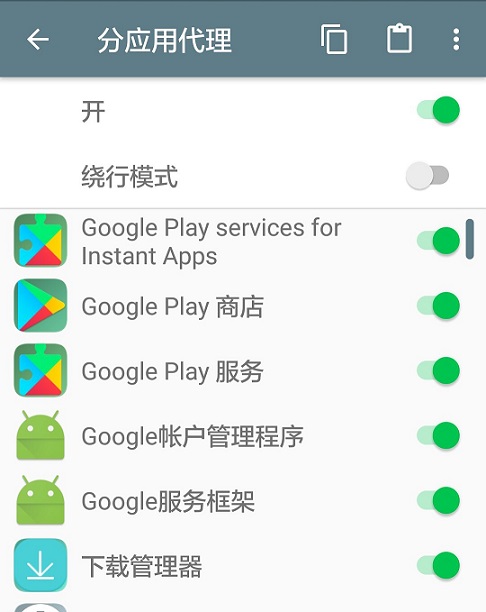 分应用代理
开
绕行模式
Google Play services for
Instant Apps
Google Play 商店
Google Play 服务
Google帐户管理程序
Google服务框架
下载管理器